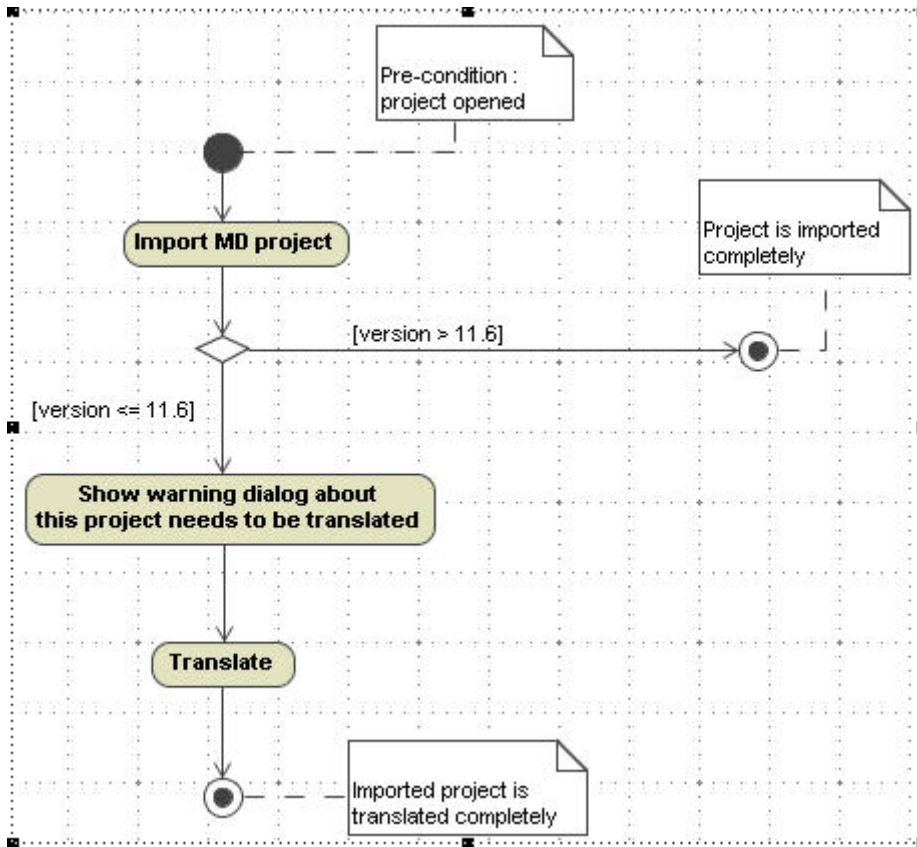 Pre-condition :
project opened
Import MD project
Project is imported
completely
[version > 11.6]
[version <= 11.6]
Show warning dialog about
this project needs to be translated
Translate
Imported project is
translated completely